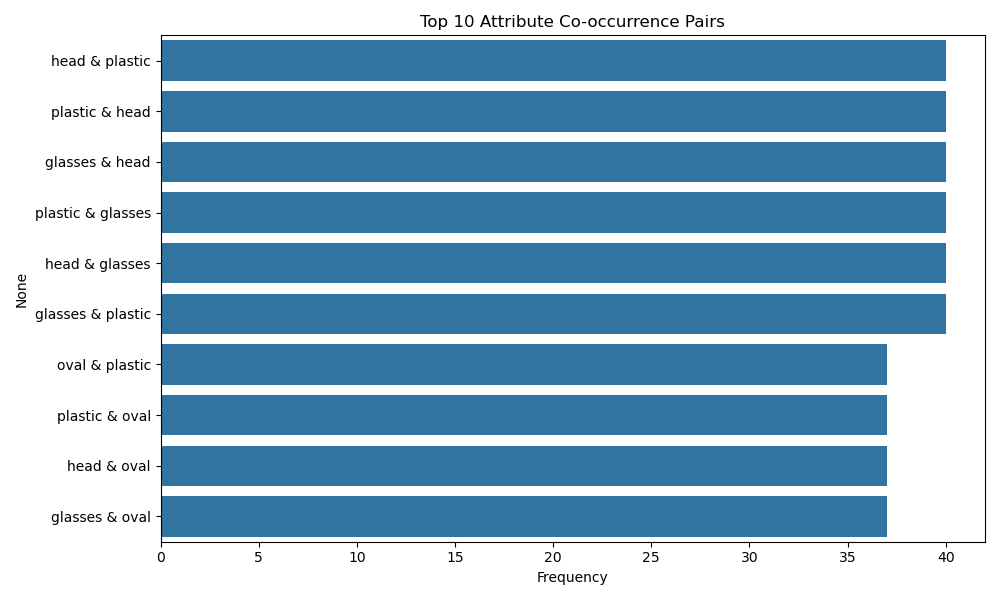 Top 10 Attribute Co-occurrence Pairs
head & plastic
plastic & head
glasses & head
plastic & glasses
head & glasses
glasses & plastic
oval & plastic
plastic & oval
head & oval
glasses & oval
None
0 5 10 15 20 25 30 35 40
Frequency